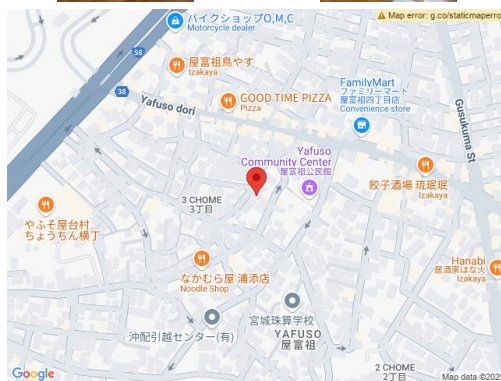 バイクショップO,M,C
Motorcycle dealer
Map error: g.co/staticmaperro
58
屋富祖鳥やす
Izakaya
38
Yafuso dori
GOOD TIME PIZZA
Pizza
FamilyMart
ファミリーマート
屋富祖四丁目店
Convenience store
Gusukuma St
Yafuso
Community Center
屋富祖公民館
餃子酒場 琉珉珉
Izakaya
3 CHOME
3丁目
やふそ屋台村
ちょうちん横丁
なかむら屋 浦添店
Noodle Shop
Hanabi
居酒家はな火
Izakaya
宮城珠算学校
沖配引越センター(有)
YAFUSO
屋富祖
2 CHOME
2丁目
Google
Map data ©2025